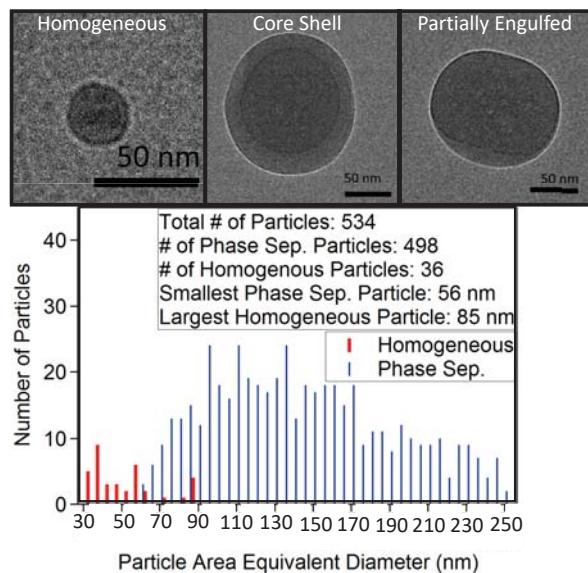 Homogeneous
Core Shell
Partially Engulfed
50 nm
50 nm
50 nm
Total # of Particles: 534
# of Phase Sep. Particles: 498
# of Homogenous Particles: 36
Smallest Phase Sep. Particle: 56 nm
Largest Homogeneous Particle: 85 nm
Homogeneous
Phase Sep.
Number of Particles
40
30
20
10
0
30 50 70 90 110 130 150 170 190 210 230 250
Particle Area Equivalent Diameter (nm)